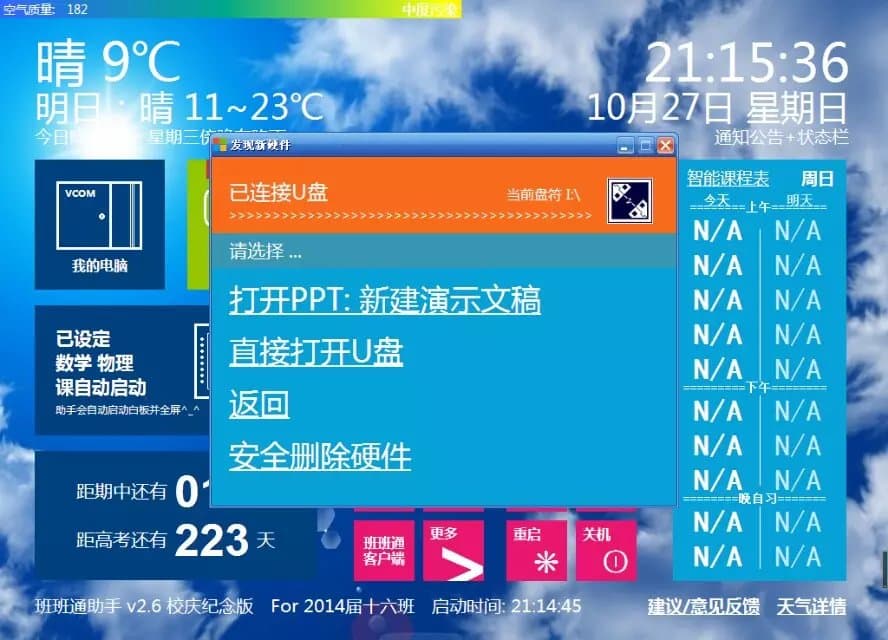 空气质量: 182
中度污染
晴 9℃
明日：晴 11~23℃
21:15:36
10月27日 星期日
通知公告+状态栏
VCOM
我的电脑
发现新硬件
已连接U盘
当前盘符 I:\
>>>>>>>>>>>>>>>>>>>>>>>>>>>>>>>>>>>>>>>>>>>
请选择 ...
打开PPT: 新建演示文稿
直接打开U盘
返回
安全删除硬件
智能课程表 周日
今天 明天
========上午========
N/A N/A
N/A N/A
N/A N/A
N/A N/A
N/A N/A
========下午========
N/A N/A
N/A N/A
N/A N/A
========晚自习========
N/A N/A
N/A N/A
已设定
数学 物理
课自动启动
助手会自动启动白板并全屏^_^
距期中还有
距高考还有 223 天
班班通
客户端
更多
重启
关机
班班通助手 v2.6 校庆纪念版 For 2014届十六班 启动时间: 21:14:45
建议/意见反馈 天气详情